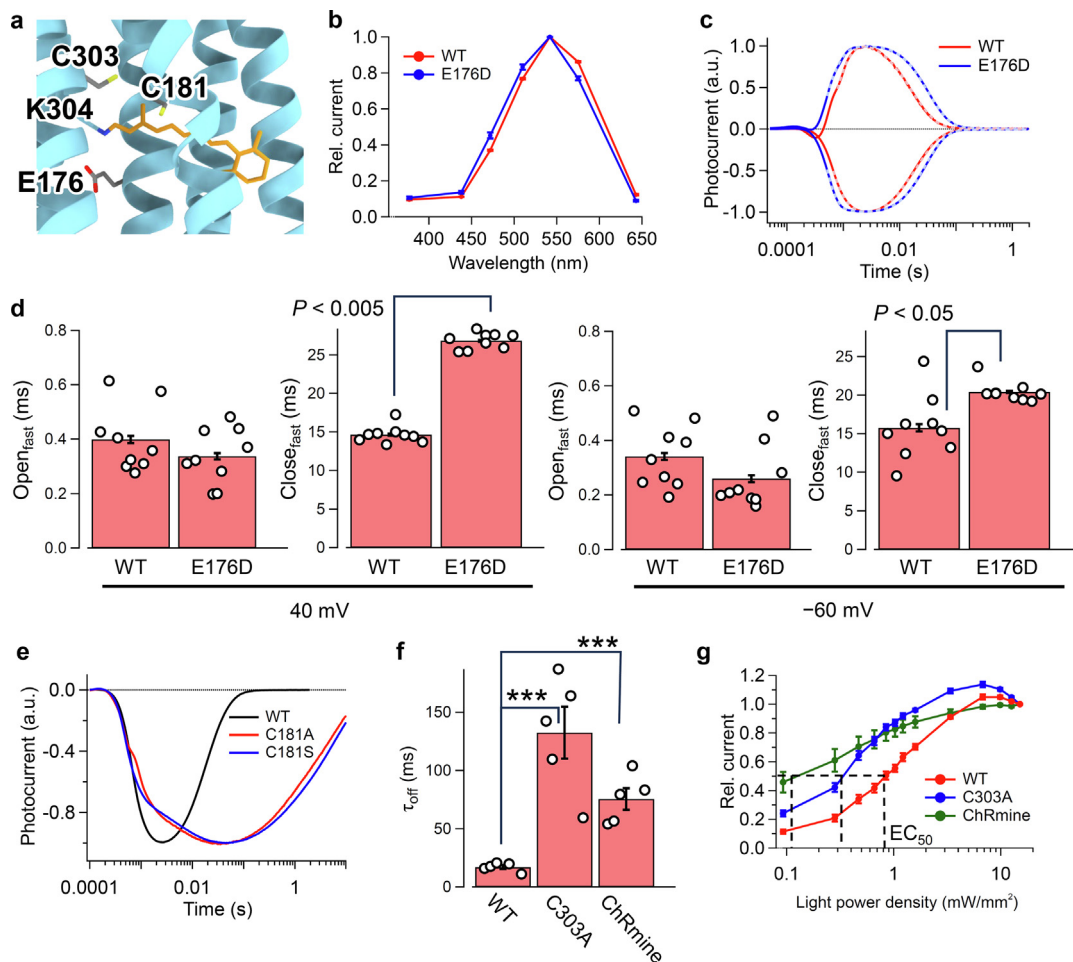 a
C303
C181
K304
E176
b
WT
E176D
Rel. current
1.0
0.8
0.6
0.4
0.2
0.0
400 450 500 550 600 650
Wavelength (nm)
c
WT
E176D
Photocurrent (a.u.)
1.0
0.5
0
-0.5
-1.0
0.0001 0.01 1
Time (s)
d
P < 0.005
P < 0.05
Open fast (ms)
0.8
0.6
0.4
0.2
0.0
WT E176D
Close fast (ms)
25
20
15
10
5
0
WT E176D
40 mV
Open fast (ms)
0.8
0.6
0.4
0.2
0.0
WT E176D
Close fast (ms)
25
20
15
10
5
0
WT E176D
−60 mV
e
Photocurrent (a.u.)
0.0
-0.4
-0.8
WT
C181A
C181S
0.0001 0.01 1
Time (s)
f
***
***
τoff (ms)
150
100
50
0
WT
C303A
ChRmine
g
Rel. current
1.2
1.0
0.8
0.6
0.4
0.2
0.0
WT
C303A
ChRmine
EC50
0.1 1 10
Light power density (mW/mm²)